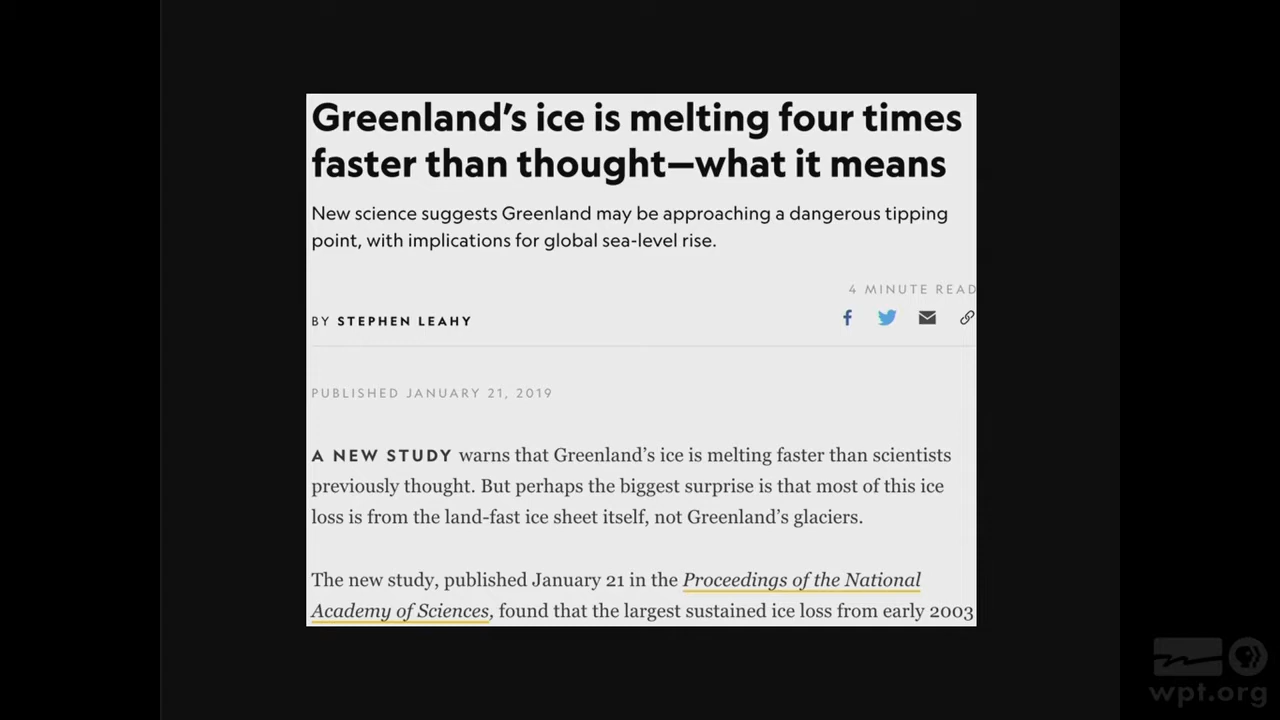 Greenland's ice is melting four times
faster than thought—what it means
New science suggests Greenland may be approaching a dangerous tipping
point, with implications for global sea-level rise.
4 MINUTE READ
BY STEPHEN LEAHY
PUBLISHED JANUARY 21, 2019
A NEW STUDY warns that Greenland's ice is melting faster than scientists
previously thought. But perhaps the biggest surprise is that most of this ice
loss is from the land-fast ice sheet itself, not Greenland's glaciers.
The new study, published January 21 in the Proceedings of the National
Academy of Sciences, found that the largest sustained ice loss from early 2003
wpt.org